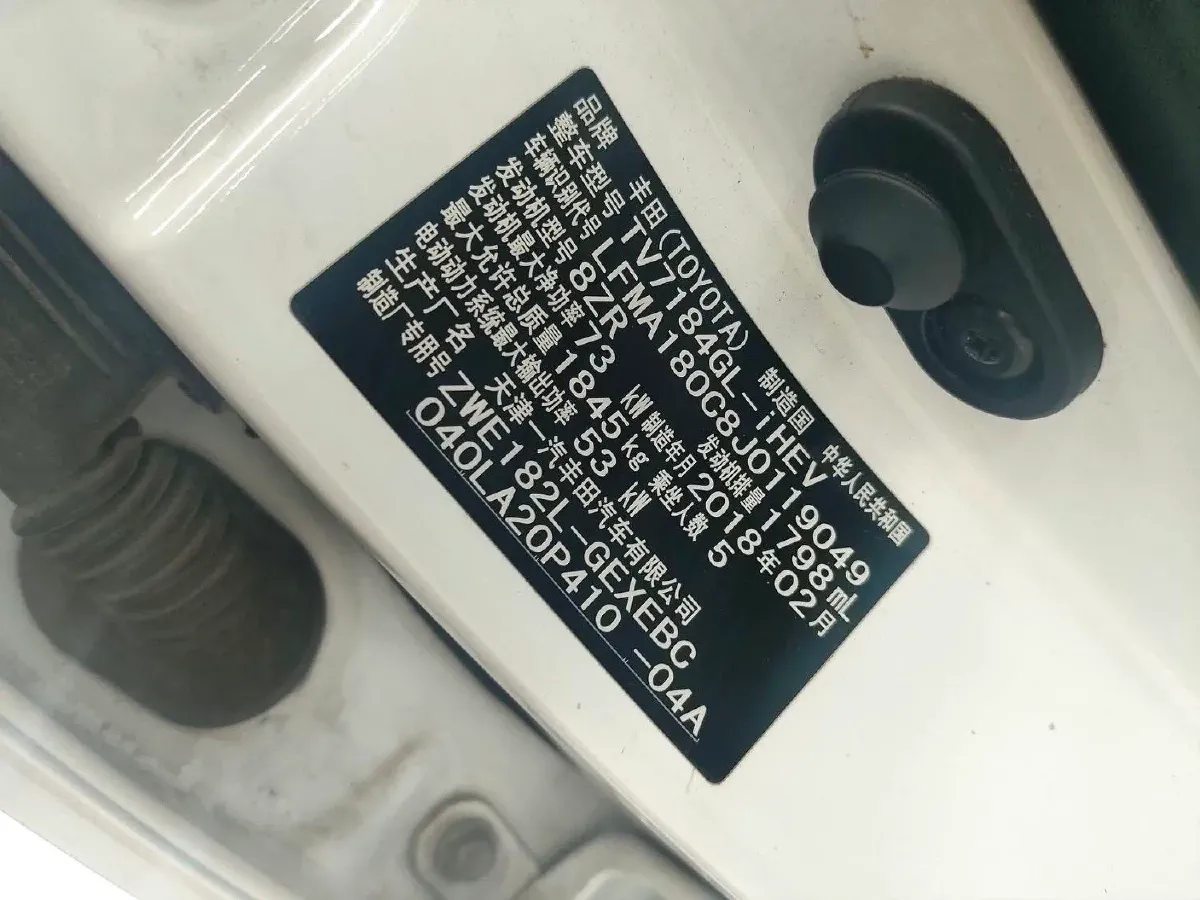 品牌 丰田(TOYOTA) 制造国 中华人民共和国
整车型号 TV7184GL-iHEV
车辆识别代号 LFMA180C8J0119049
发动机型号 8ZR 发动机排量 1798 mL
发动机最大净功率 73 kW 制造年月 2018年02月
最大允许总质量 1845 kg 乘坐人数 5
电动动力系统最大输出功率 53 kW
生产厂名 天津一汽丰田汽车有限公司
制造厂专用号 ZWE182L-GEXEBC
040LA20P410 -04A